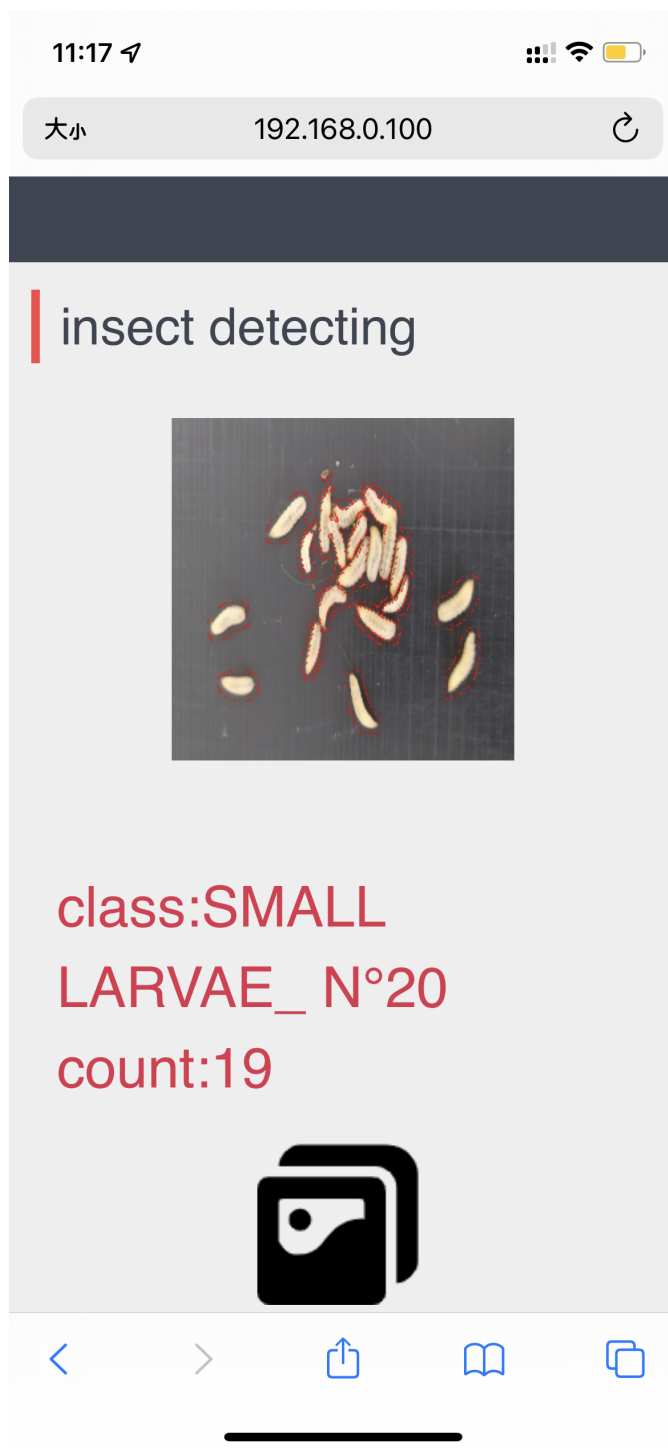 11:17
大小
192.168.0.100
insect detecting
class:SMALL
LARVAE_ N°20
count:19